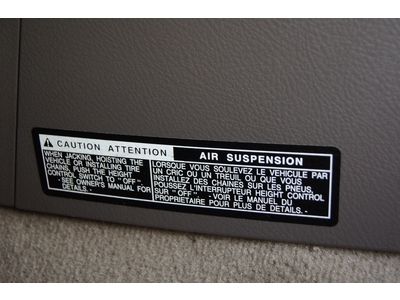 CAUTION ATTENTION
AIR SUSPENSION
WHEN JACKING, HOISTING THE
VEHICLE OR INSTALLING TIRE
CHAINS, PUSH THE HEIGHT
CONTROL SWITCH TO "OFF"
- SEE OWNER'S MANUAL FOR
DETAILS. -
LORSQUE VOUS SOULEVEZ LE VEHICULE PAR
UN CRIC OU UN TREUIL OU QUE VOUS
INSTALLEZ DES CHAINES SUR LES PNEUS,
POUSSEZ L'INTERRUPTEUR HEIGHT CONTROL
SUR "OFF". - VOIR LE MANUEL DU
PROPRIETAIRE POUR PLUS DE DETAILS. -